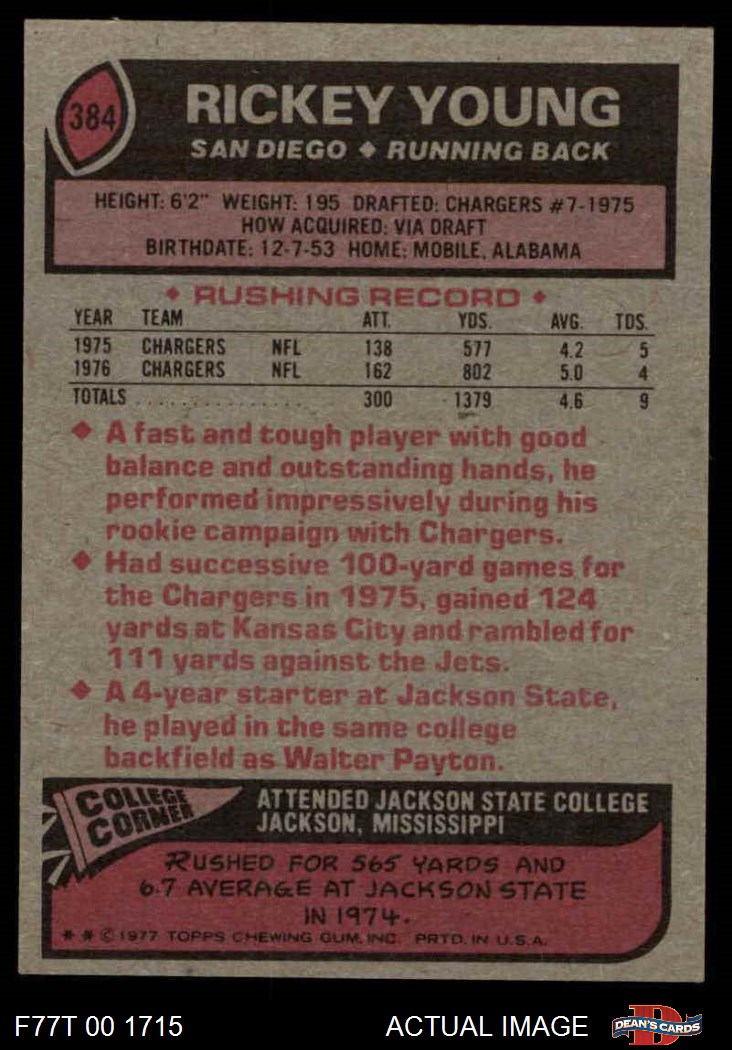 384
RICKEY YOUNG
SAN DIEGO ◆ RUNNING BACK
HEIGHT: 6'2" WEIGHT: 195 DRAFTED: CHARGERS #7-1975
HOW ACQUIRED: VIA DRAFT
BIRTHDATE: 12-7-53 HOME: MOBILE, ALABAMA
◆ RUSHING RECORD ◆
YEAR TEAM ATT. YDS. AVG. TDS.
1975 CHARGERS NFL 138 577 4.2 5
1976 CHARGERS NFL 162 802 5.0 4
TOTALS . . . . . . . . . . . . . . . . 300 1379 4.6 9
◆ A fast and tough player with good
balance and outstanding hands, he
performed impressively during his
rookie campaign with Chargers.
◆ Had successive 100-yard games for
the Chargers in 1975, gained 124
yards at Kansas City and rambled for
111 yards against the Jets.
◆ A 4-year starter at Jackson State,
he played in the same college
backfield as Walter Payton.
COLLEGE
CORNER
ATTENDED JACKSON STATE COLLEGE
JACKSON, MISSISSIPPI
RUSHED FOR 565 YARDS AND
6.7 AVERAGE AT JACKSON STATE
IN 1974.
* * © 1977 TOPPS CHEWING GUM, INC. PRTD. IN U.S.A.
F77T 00 1715
ACTUAL IMAGE
D
DEAN'S CARDS